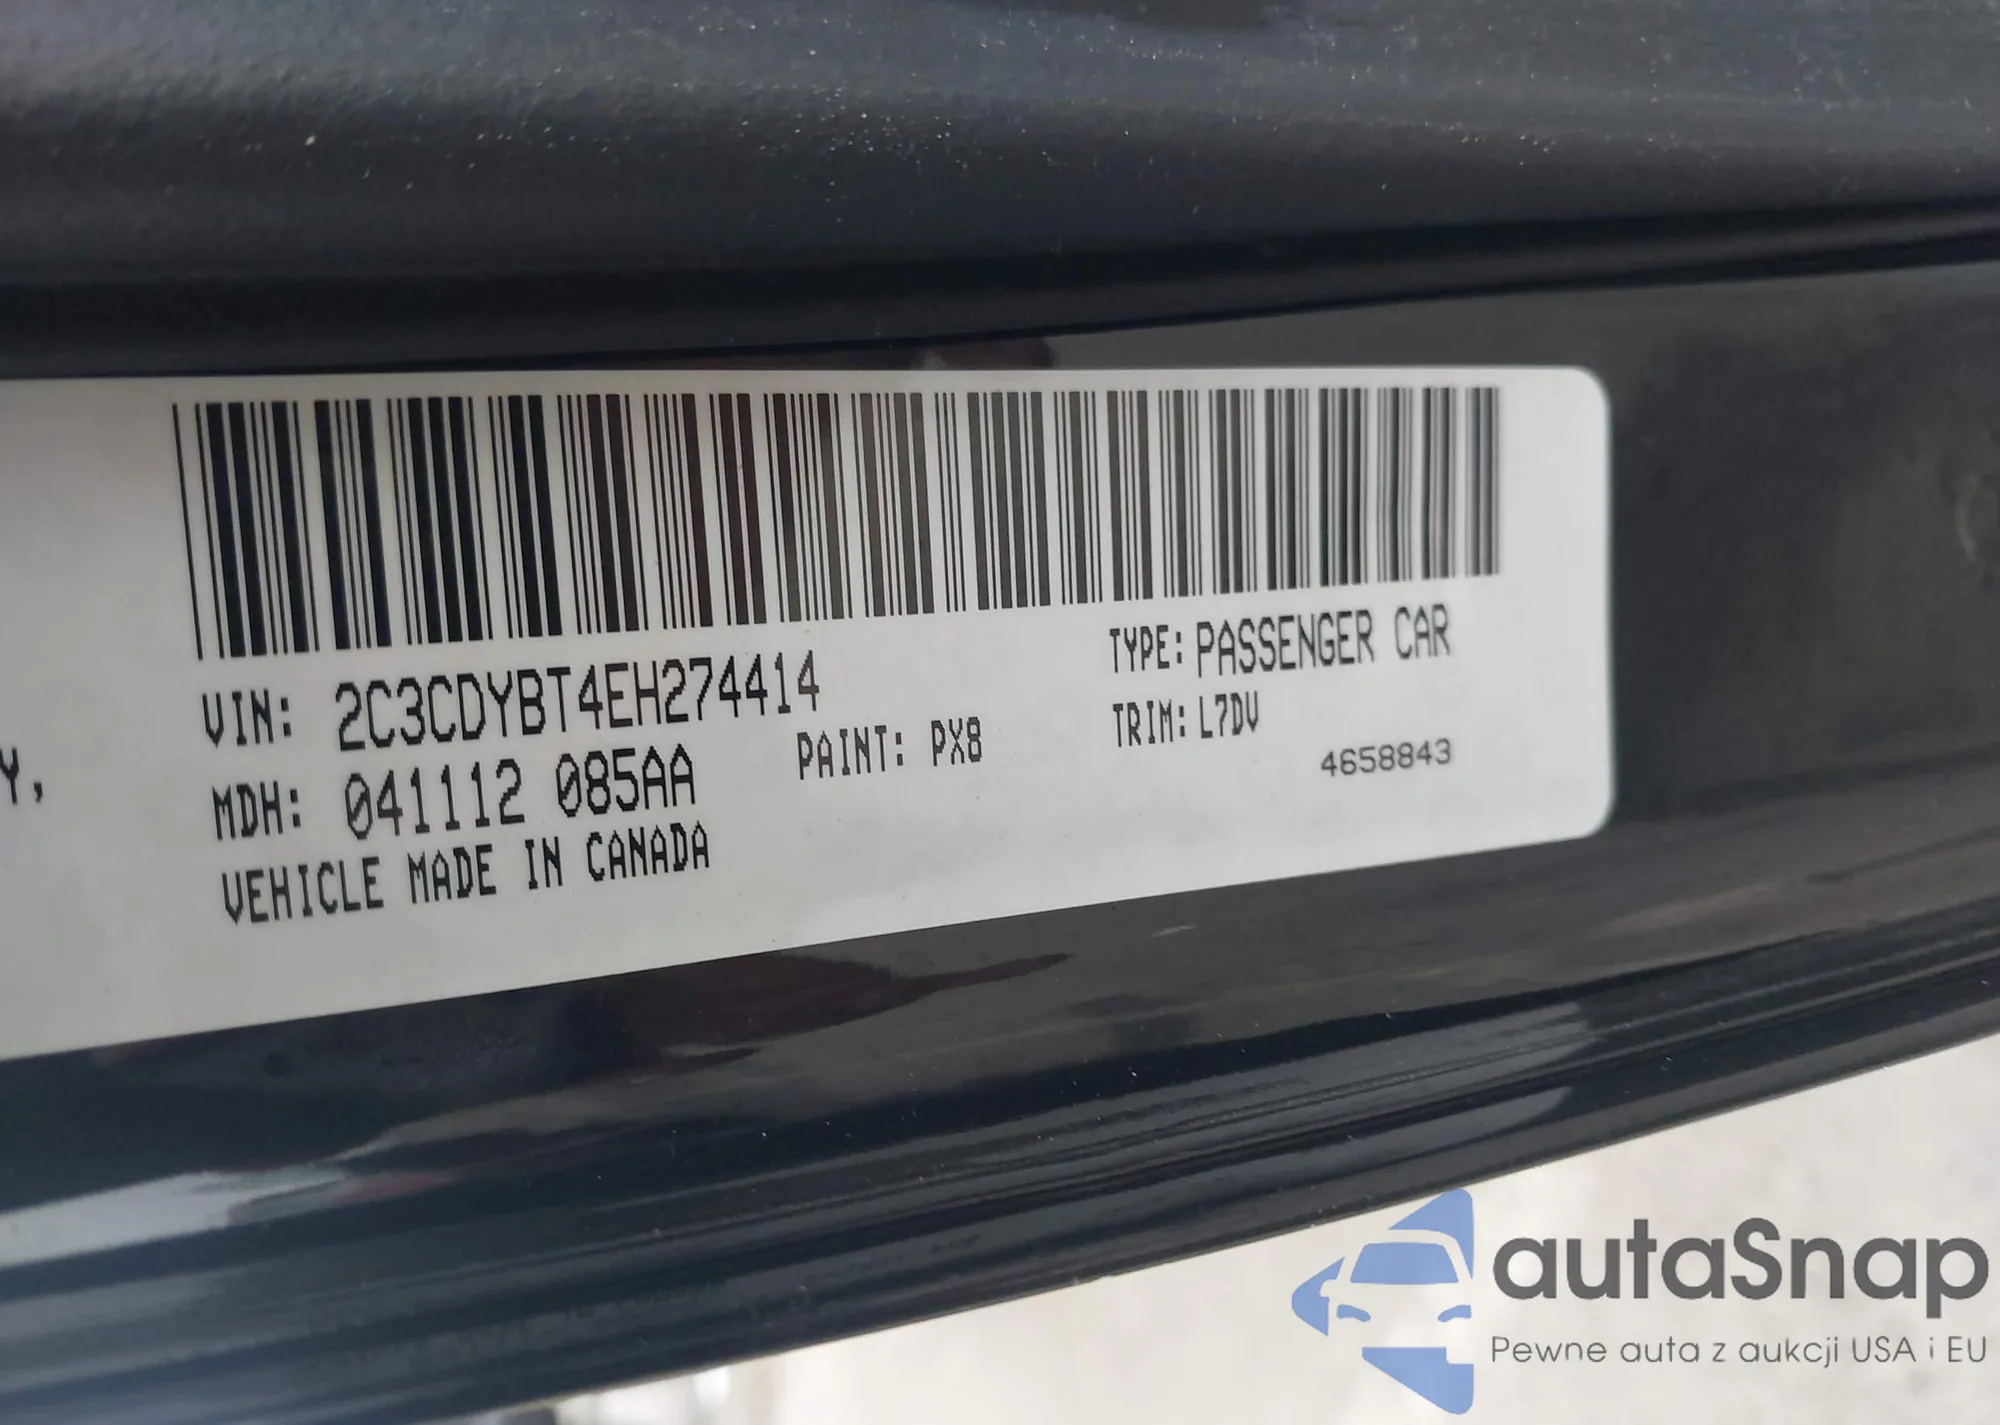 Y,
VIN: 2C3CDYBT4EH274414
TYPE: PASSENGER CAR
MDH: 041112 085AA
PAINT: PX8
TRIM: L7DV
VEHICLE MADE IN CANADA
4658843
autaSnap
Pewne auta z aukcji USA i EU